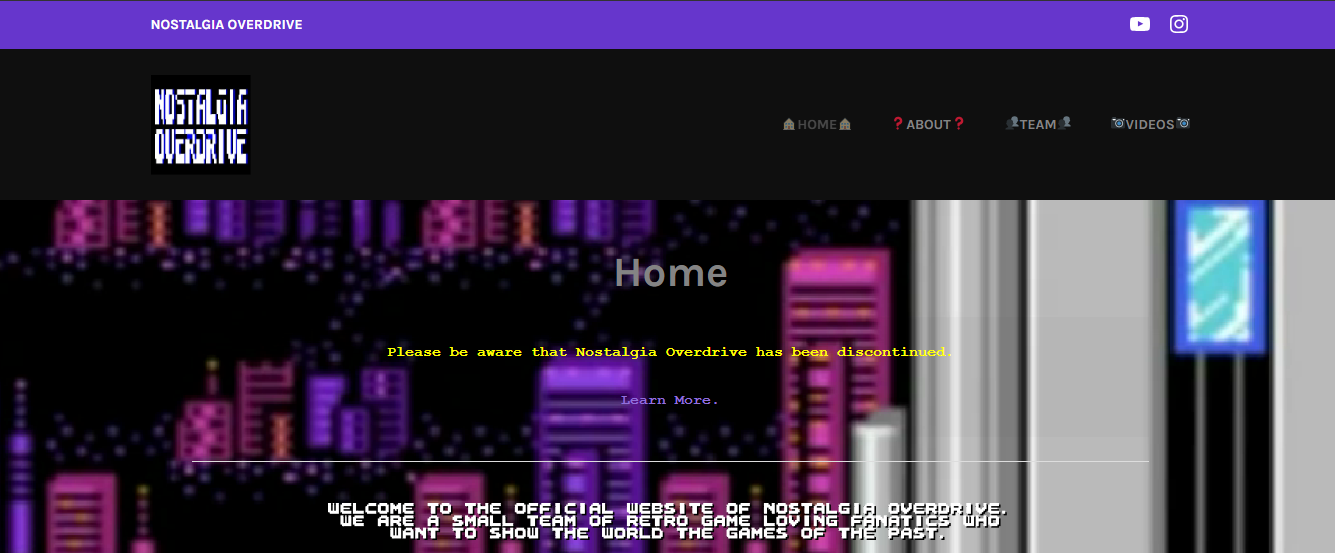 NOSTALGIA OVERDRIVE
NOSTALGIA
OVERDRIVE
HOME
❓ABOUT❓
TEAM
VIDEOS
Home
Please be aware that Nostalgia Overdrive has been discontinued.
Learn More.
WELCOME TO THE OFFICIAL WEBSITE OF NOSTALGIA OVERDRIVE.
WE ARE A SMALL TEAM OF RETRO GAME LOVING FANATICS WHO
WANT TO SHOW THE WORLD THE GAMES OF THE PAST.